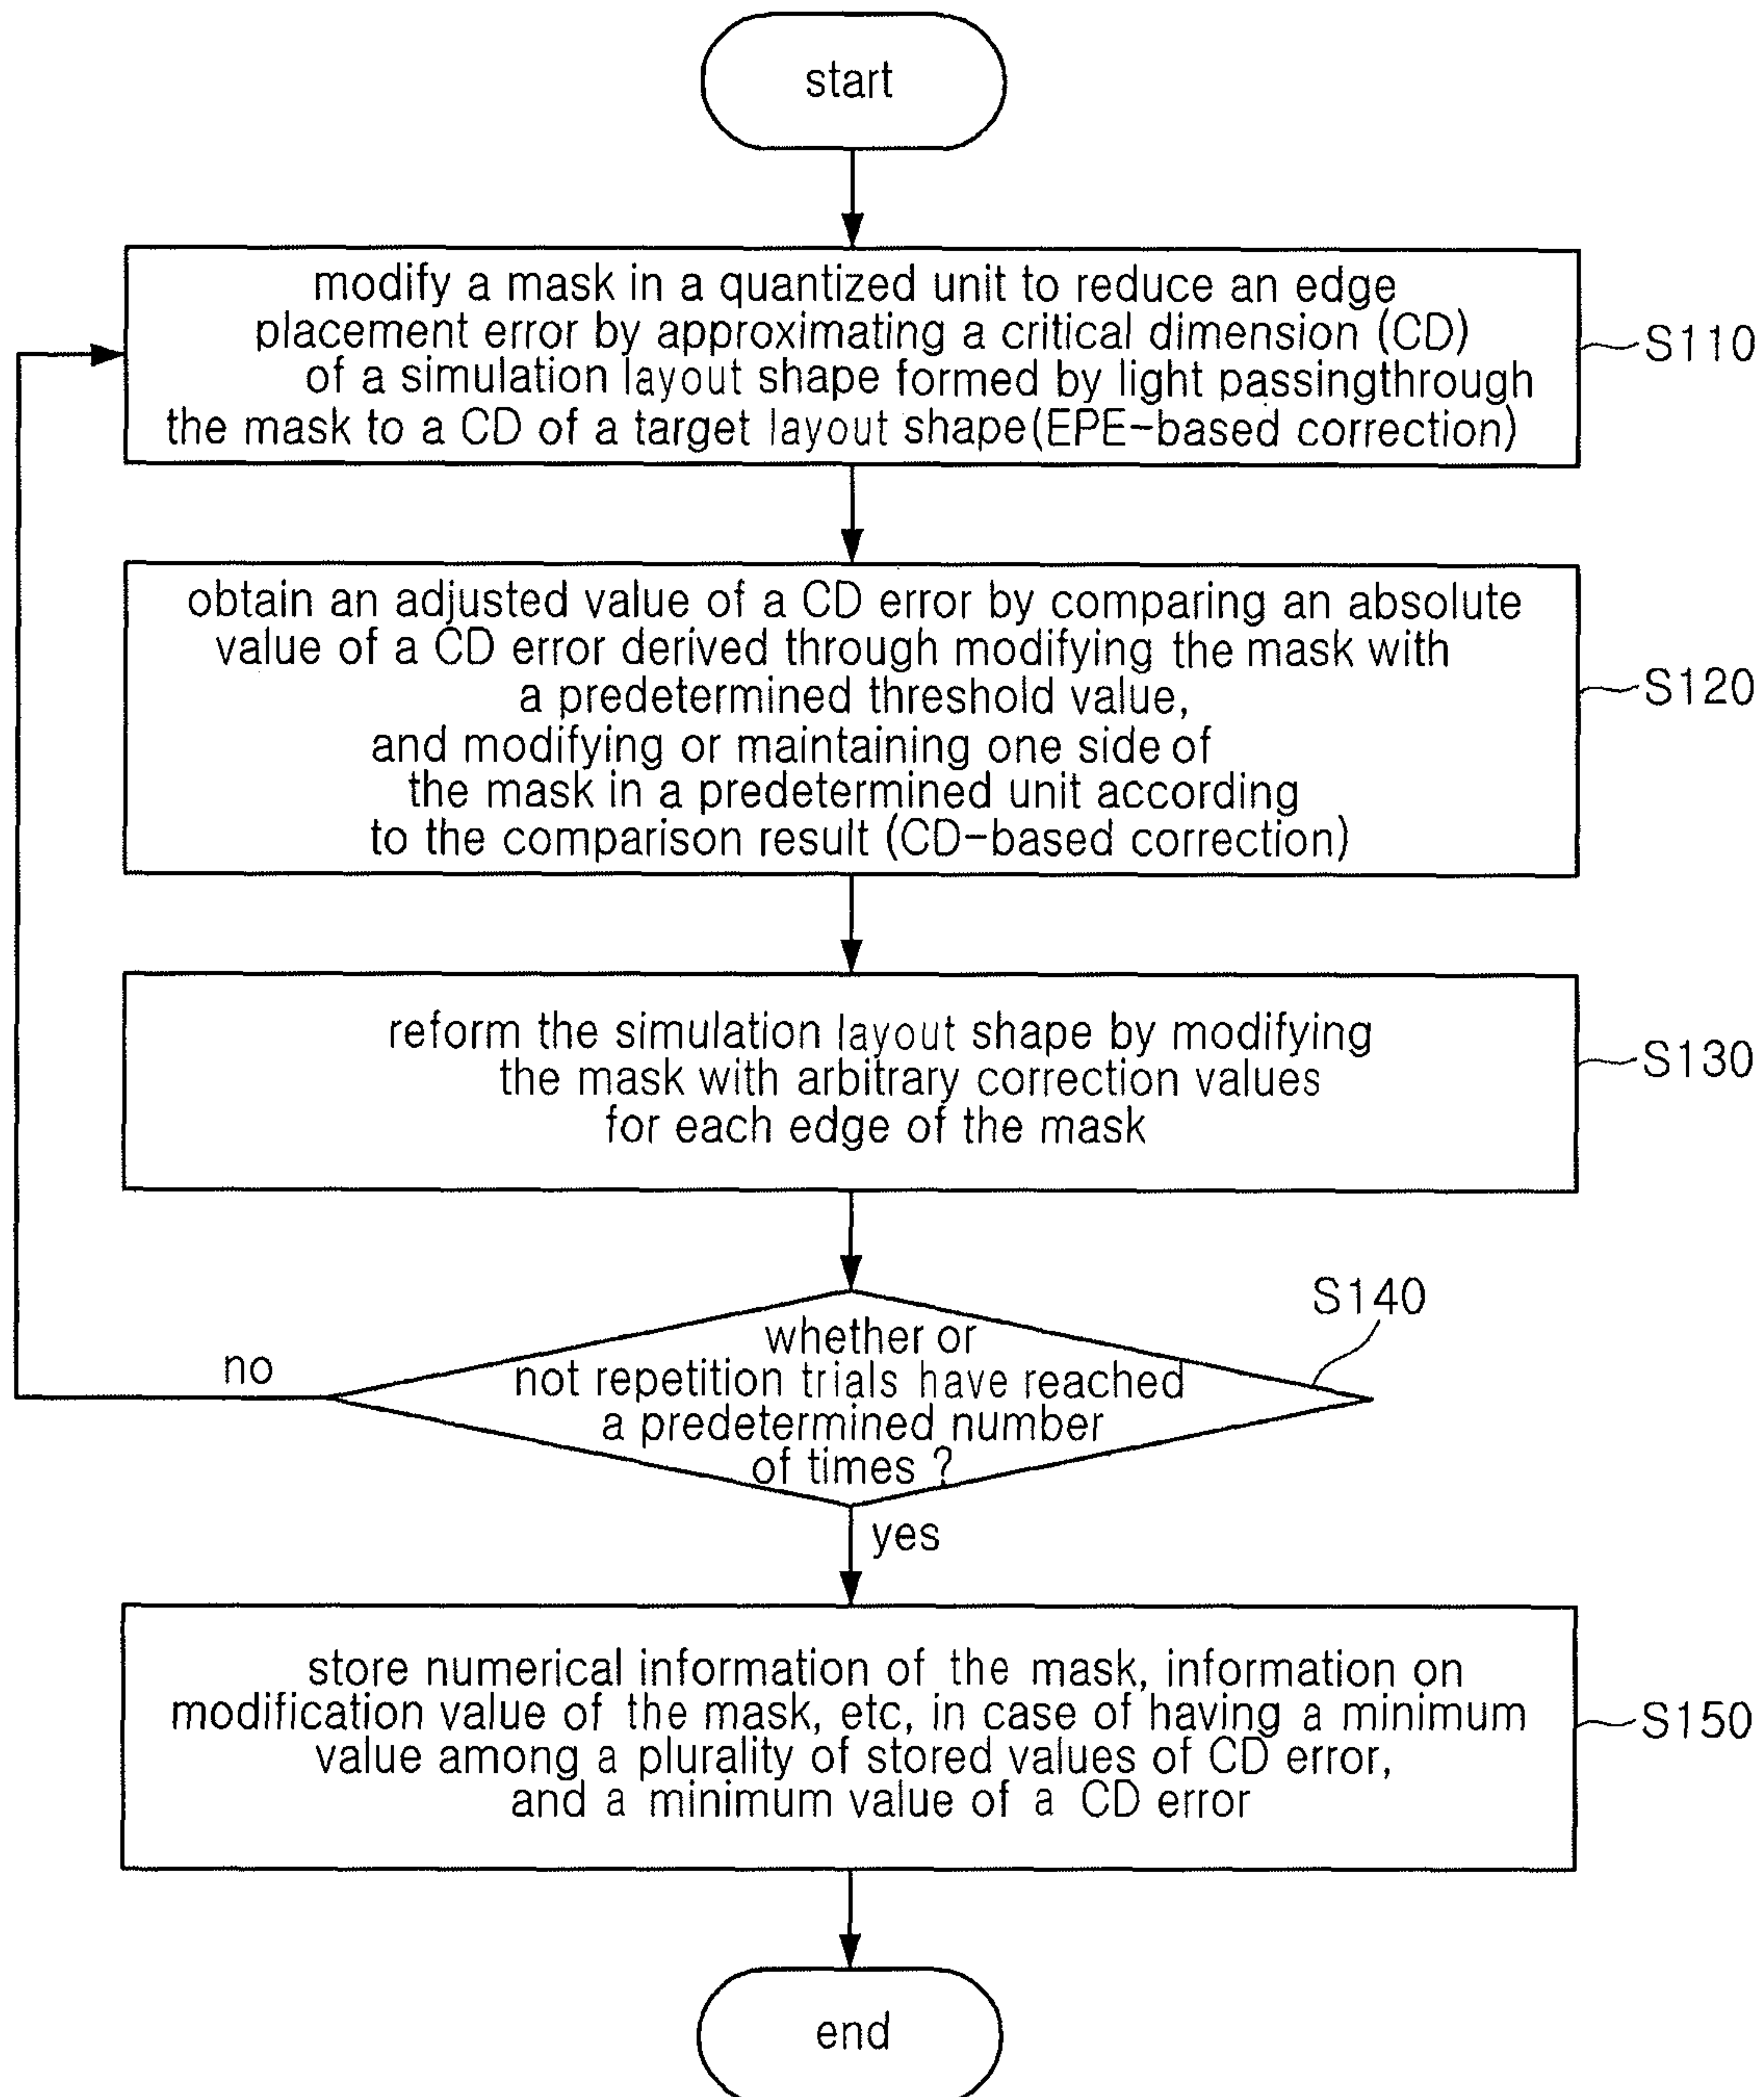 start
modify a mask in a quantized unit to reduce an edge
placement error by approximating a critical dimension (CD)
of a simulation layout shape formed by light passingthrough
the mask to a CD of a target layout shape(EPE-based correction)
S110
obtain an adjusted value of a CD error by comparing an absolute
value of a CD error derived through modifying the mask with
a predetermined threshold value,
and modifying or maintaining one side of
the mask in a predetermined unit according
to the comparison result (CD-based correction)
S120
reform the simulation layout shape by modifying
the mask with arbitrary correction values
for each edge of the mask
S130
S140
whether or
not repetition trials have reached
a predetermined number
of times ?
no
yes
store numerical information of the mask, information on
modification value of the mask, etc, in case of having a minimum
value among a plurality of stored values of CD error,
and a minimum value of a CD error
S150
end